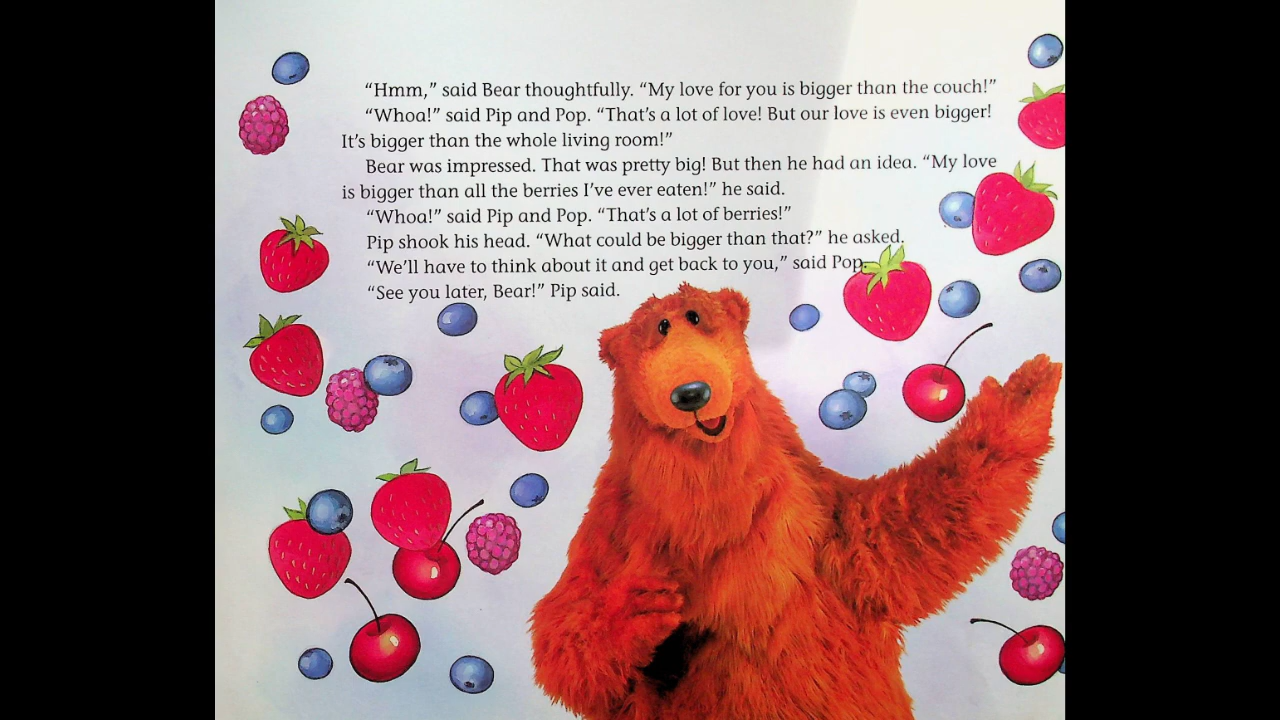 “Hmm,” said Bear thoughtfully. “My love for you is bigger than the couch!”
“Whoa!” said Pip and Pop. “That’s a lot of love! But our love is even bigger!
It’s bigger than the whole living room!”
Bear was impressed. That was pretty big! But then he had an idea. “My love
is bigger than all the berries I’ve ever eaten!” he said.
“Whoa!” said Pip and Pop. “That’s a lot of berries!”
Pip shook his head. “What could be bigger than that?” he asked.
“We’ll have to think about it and get back to you,” said Pop.
“See you later, Bear!” Pip said.